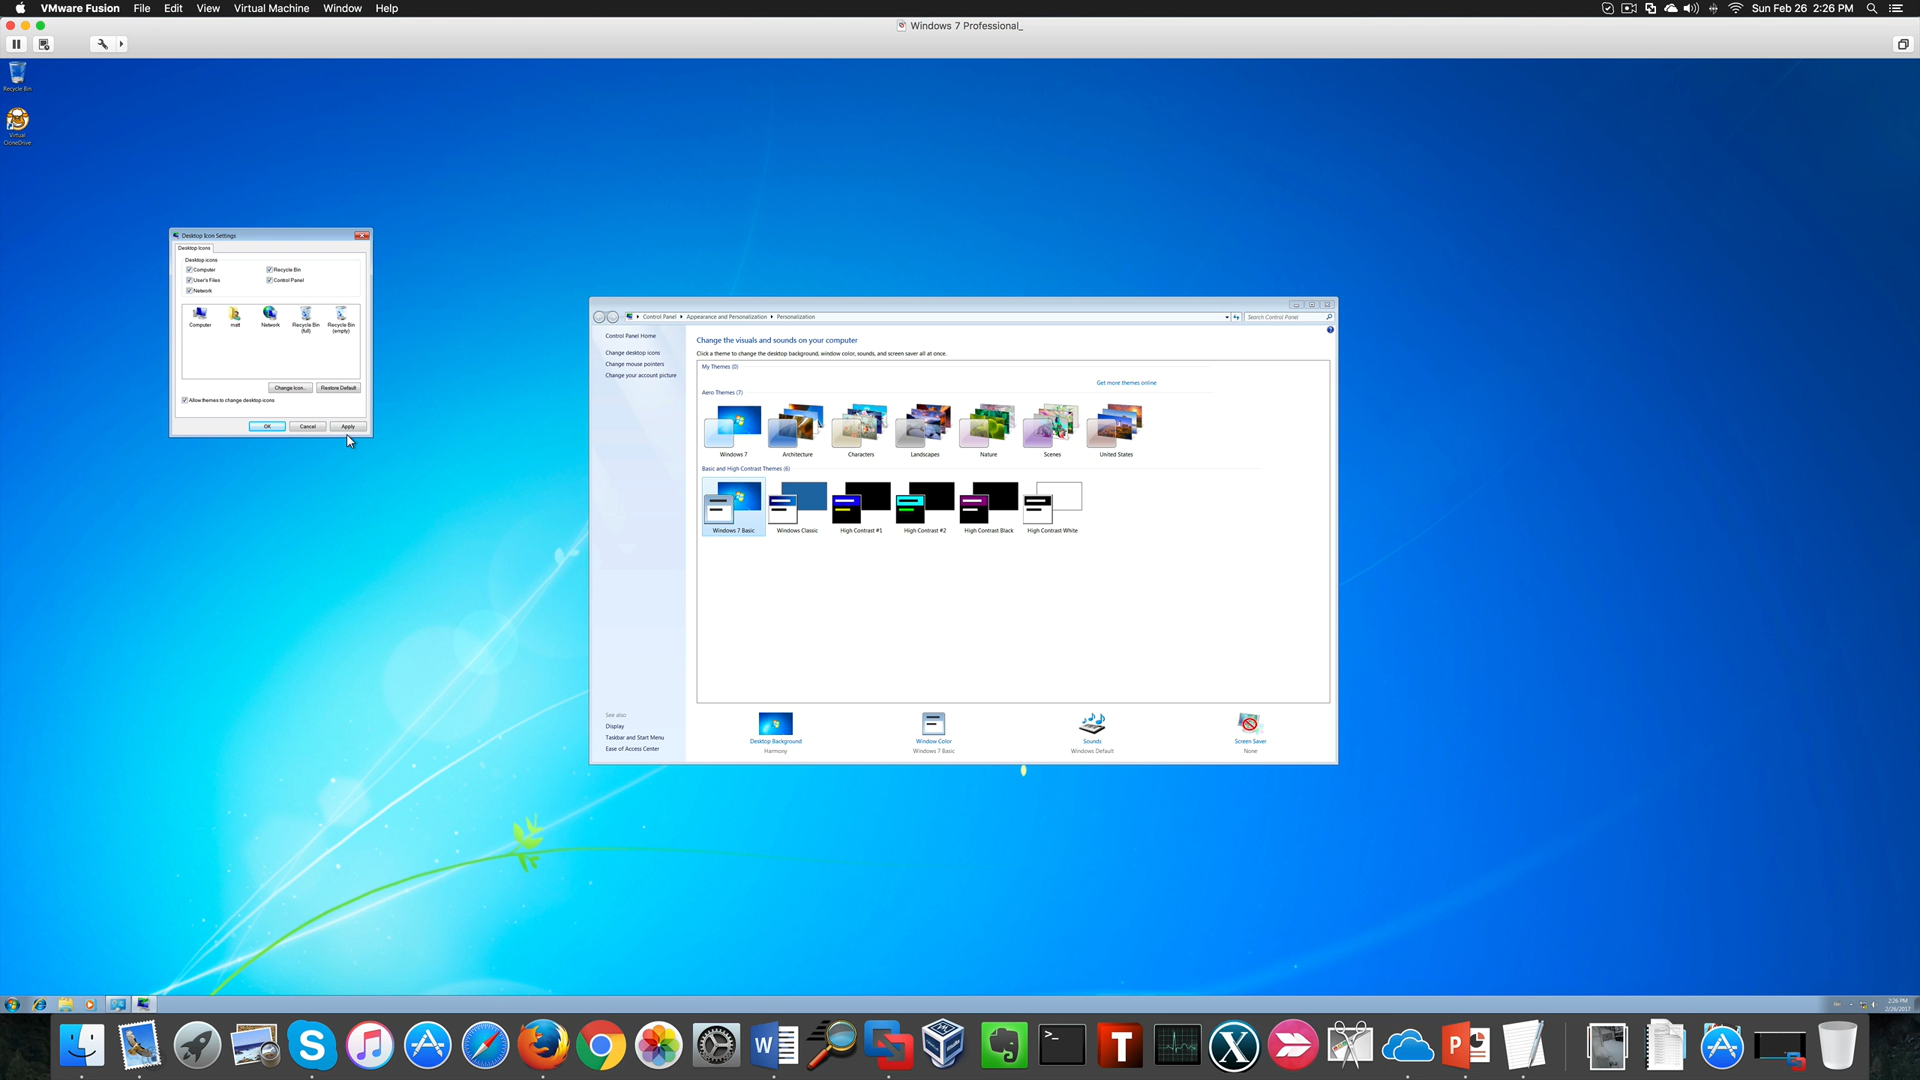 VMware Fusion File Edit View Virtual Machine Window Help
Sun Feb 26 2:26 PM
Windows 7 Professional_
Recycle Bin
Virtual
CloneDrive
Desktop Icon Settings
Desktop Icons
Desktop icons
Computer
Recycle Bin
User's Files
Control Panel
Network
Computer
matt
Network
Recycle Bin
(full)
Recycle Bin
(empty)
Change Icon...
Restore Default
Allow themes to change desktop icons
OK
Cancel
Apply
Control Panel
Appearance and Personalization
Personalization
Search Control Panel
Control Panel Home
Change desktop icons
Change mouse pointers
Change your account picture
Change the visuals and sounds on your computer
Click a theme to change the desktop background, window color, sounds, and screen saver all at once.
My Themes (0)
Get more themes online
Aero Themes (7)
Windows 7
Architecture
Characters
Landscapes
Nature
Scenes
United States
Basic and High Contrast Themes (6)
Windows 7 Basic
Windows Classic
High Contrast #1
High Contrast #2
High Contrast Black
High Contrast White
See also
Display
Taskbar and Start Menu
Ease of Access Center
Desktop Background
Harmony
Window Color
Windows 7 Basic
Sounds
Windows Default
Screen Saver
None
2:26 PM
2/26/2017